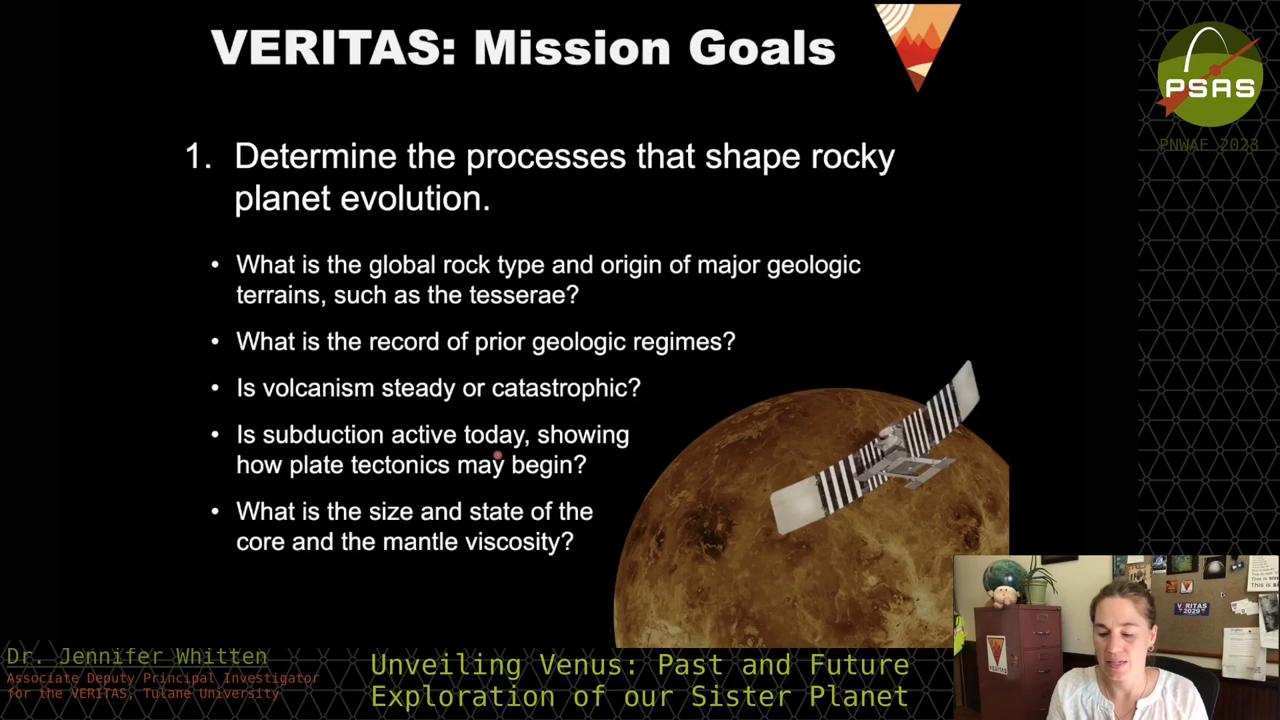 VERITAS: Mission Goals
PSAS
PNWAF 2023
1. Determine the processes that shape rocky
planet evolution.
• What is the global rock type and origin of major geologic
terrains, such as the tesserae?
• What is the record of prior geologic regimes?
• Is volcanism steady or catastrophic?
• Is subduction active today, showing
how plate tectonics may begin?
• What is the size and state of the
core and the mantle viscosity?
VERITAS
2029
VERITAS
Dr. Jennifer Whitten
Associate Deputy Principal Investigator
for the VERITAS, Tulane University
Unveiling Venus: Past and Future
Exploration of our Sister Planet